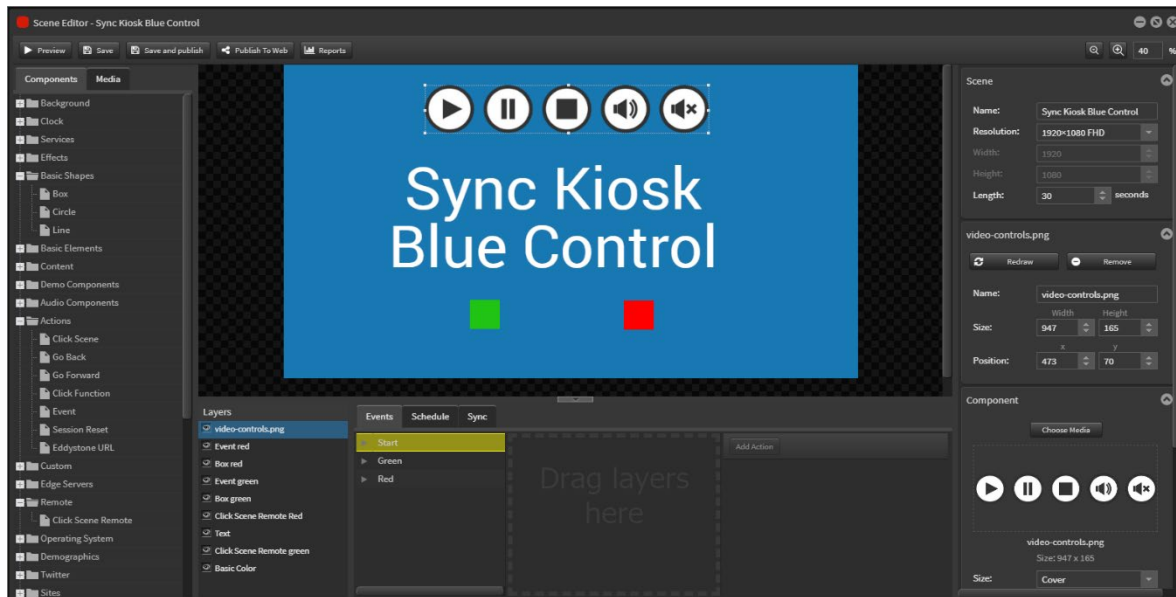 Scene Editor - Sync Kiosk Blue Control
Preview Save Save and publish Publish To Web Reports 40 %
Components Media
Background
Clock
Services
Effects
Basic Shapes
Box
Circle
Line
Basic Elements
Content
Demo Components
Audio Components
Actions
Click Scene
Go Back
Go Forward
Click Function
Event
Session Reset
Eddystone URL
Custom
Edge Servers
Remote
Click Scene Remote
Operating System
Demographics
Twitter
Sites
Sync Kiosk
Blue Control
Layers
video-controls.png
Event red
Box red
Event green
Box green
Click Scene Remote Red
Text
Click Scene Remote green
Basic Color
Events Schedule Sync
Start
Green
Red
Drag layers
here
Add Action
Scene
Name: Sync Kiosk Blue Control
Resolution: 1920×1080 FHD
Width: 1920
Height: 1080
Length: 30 seconds
video-controls.png
Redraw Remove
Name: video-controls.png
Width Height
Size: 947 165
x y
Position: 473 70
Component
Choose Media
video-controls.png
Size: 947 x 165
Size: Cover